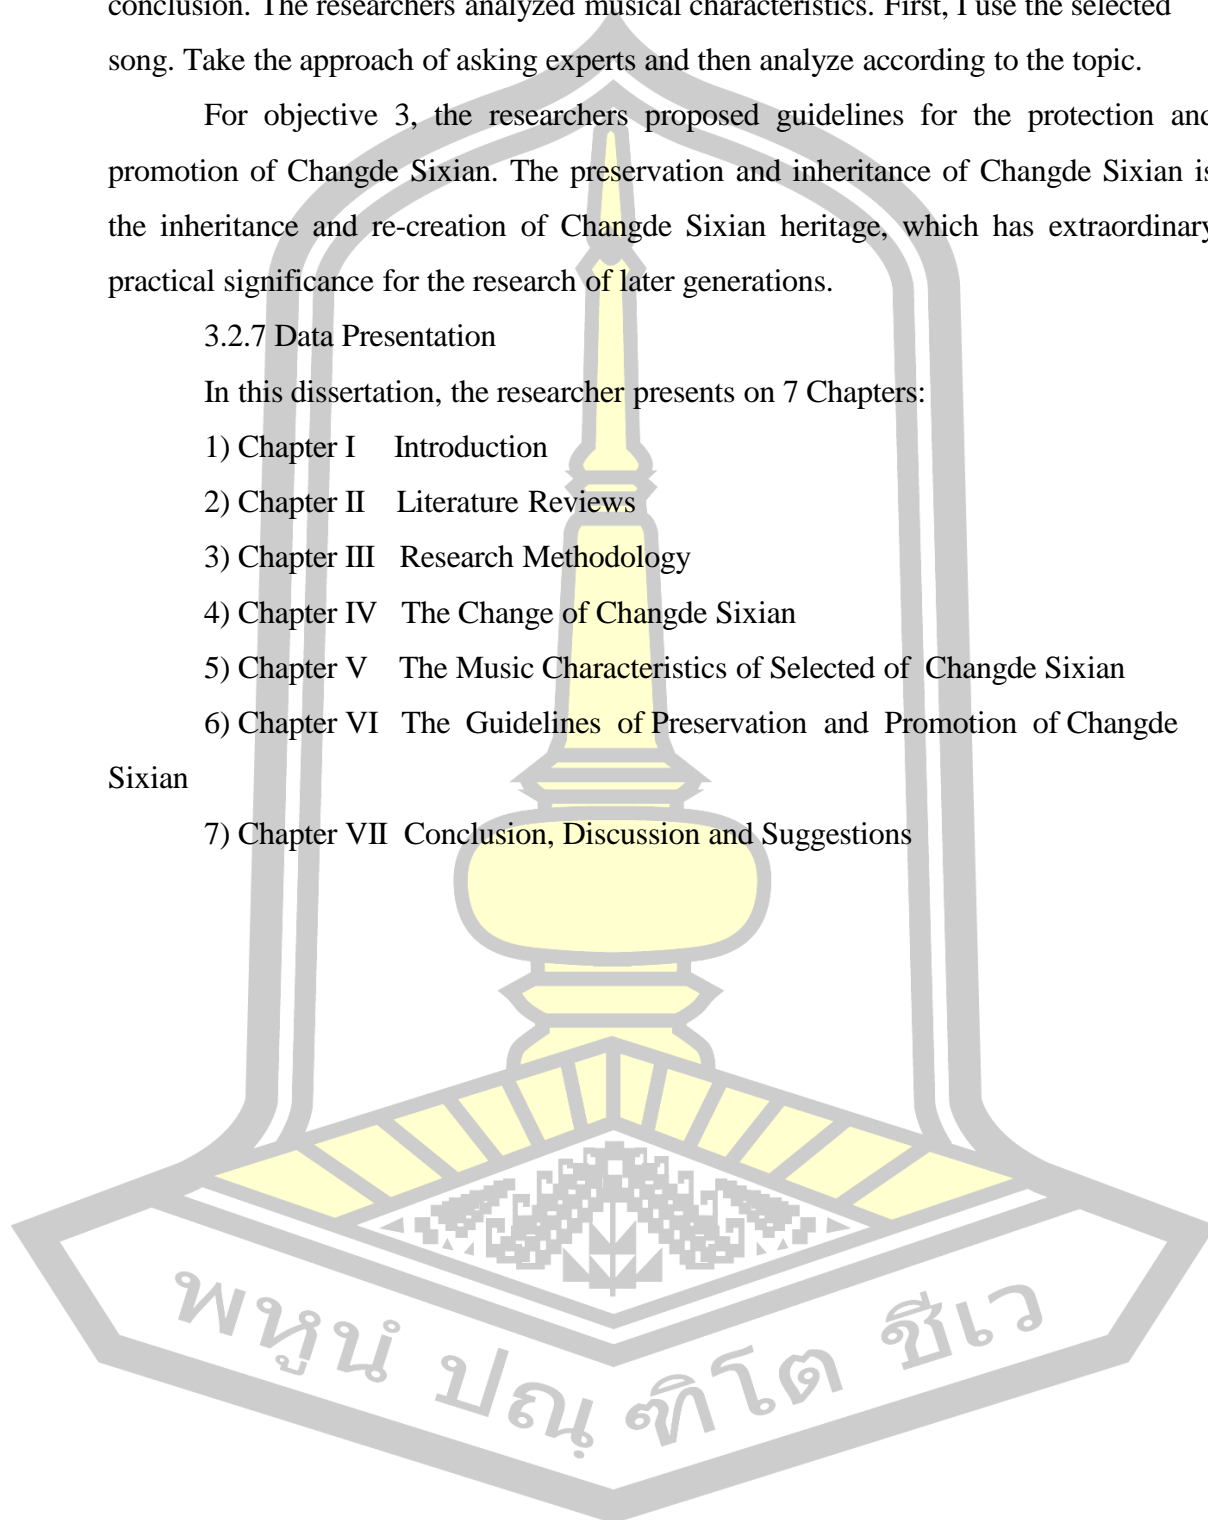 conclusion. The researchers analyzed musical characteristics. First, I use the selected
song. Take the approach of asking experts and then analyze according to the topic.
For objective 3, the researchers proposed guidelines for the protection and
promotion of Changde Sixian. The preservation and inheritance of Changde Sixian is
the inheritance and re-creation of Changde Sixian heritage, which has extraordinary
practical significance for the research of later generations.
3.2.7 Data Presentation
In this dissertation, the researcher presents on 7 Chapters:
1) Chapter Ⅰ Introduction
2) Chapter Ⅱ Literature Reviews
3) Chapter Ⅲ Research Methodology
4) Chapter Ⅳ The Change of Changde Sixian
5) Chapter Ⅴ The Music Characteristics of Selected of Changde Sixian
6) Chapter Ⅵ The Guidelines of Preservation and Promotion of Changde
Sixian
7) Chapter Ⅶ Conclusion, Discussion and Suggestions
พหูนํ ปณฺฑิโต ชีเว